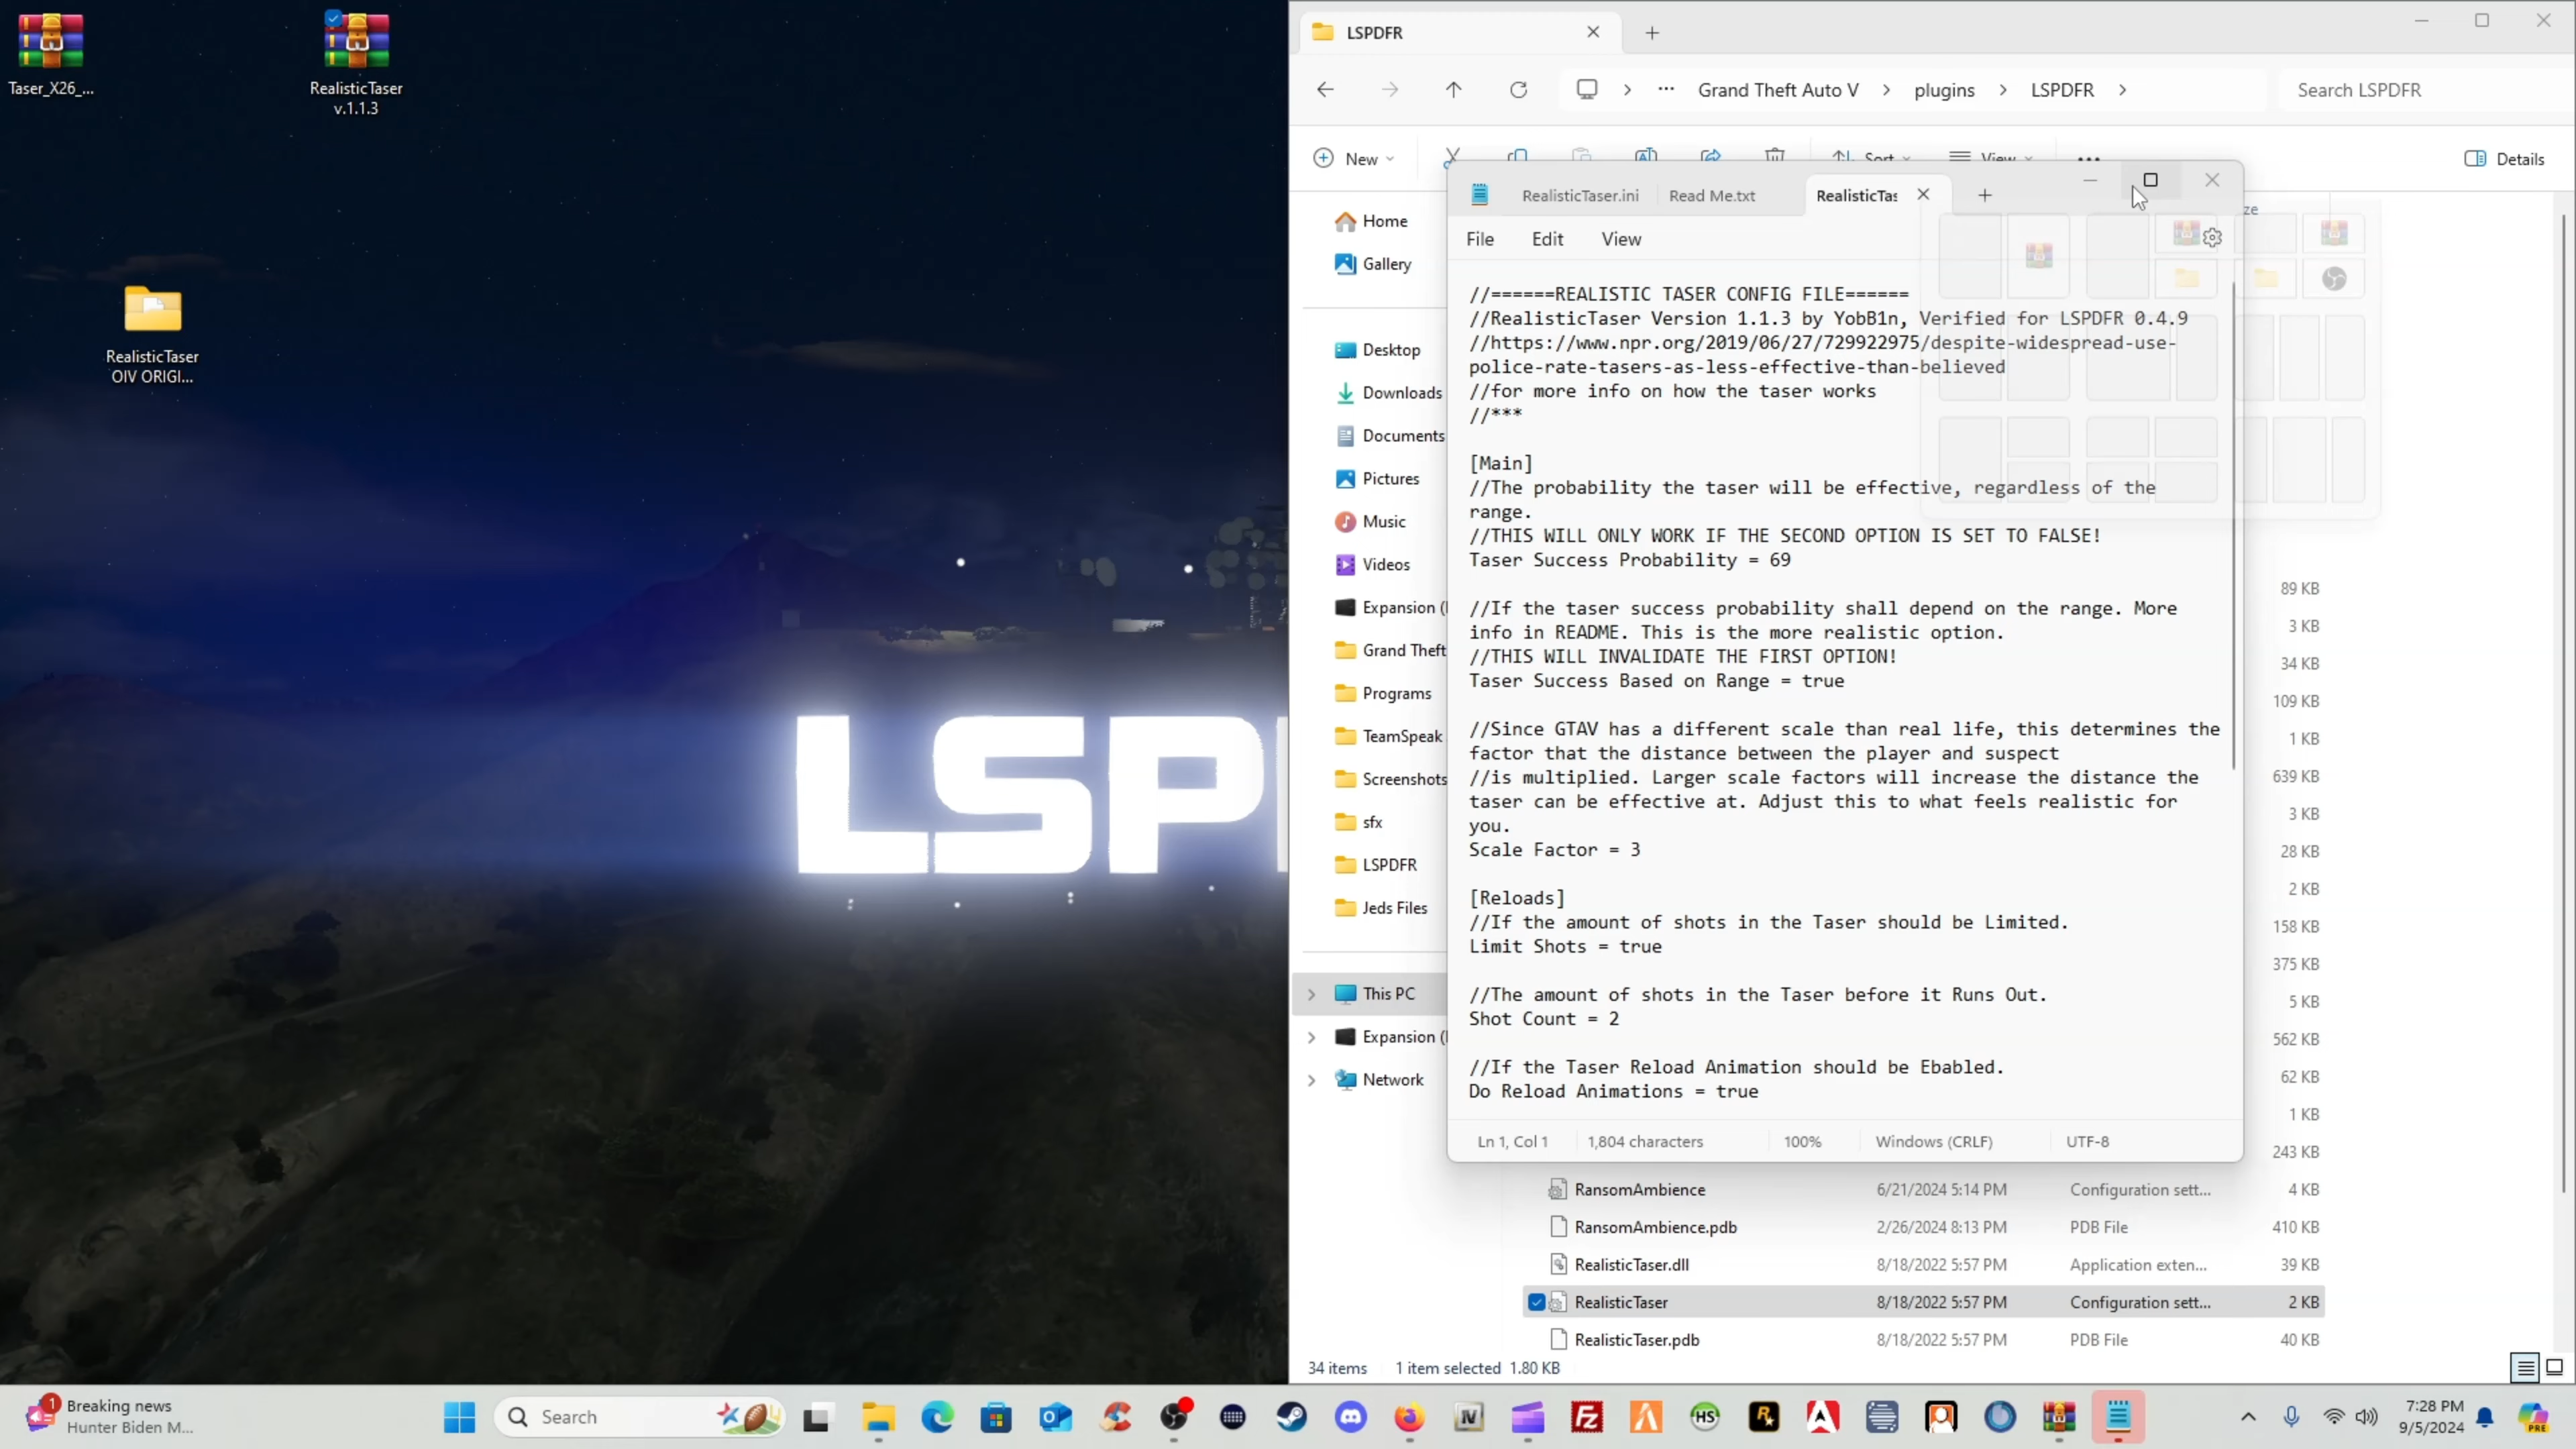 Taser_X26_...
RealisticTaser
v.1.1.3
RealisticTaser
OIV ORIGI...
LSP
LSPDFR
Grand Theft Auto V
plugins
LSPDFR
Search LSPDFR
New
Sort
View
Details
Home
Gallery
Desktop
Downloads
Documents
Pictures
Music
Videos
Expansion (
Grand Theft
Programs
TeamSpeak
Screenshots
sfx
LSPDFR
Jeds Files
This PC
Expansion (
Network
RealisticTaser.ini
Read Me.txt
RealisticTas
ze
File
Edit
View
//======REALISTIC TASER CONFIG FILE======
//RealisticTaser Version 1.1.3 by YobB1n, Verified for LSPDFR 0.4.9
//https://www.npr.org/2019/06/27/729922975/despite-widespread-use-
police-rate-tasers-as-less-effective-than-believed
//for more info on how the taser works
//***
[Main]
//The probability the taser will be effective, regardless of the
range.
//THIS WILL ONLY WORK IF THE SECOND OPTION IS SET TO FALSE!
Taser Success Probability = 69
//If the taser success probability shall depend on the range. More
info in README. This is the more realistic option.
//THIS WILL INVALIDATE THE FIRST OPTION!
Taser Success Based on Range = true
//Since GTAV has a different scale than real life, this determines the
factor that the distance between the player and suspect
//is multiplied. Larger scale factors will increase the distance the
taser can be effective at. Adjust this to what feels realistic for
you.
Scale Factor = 3
[Reloads]
//If the amount of shots in the Taser should be Limited.
Limit Shots = true
//The amount of shots in the Taser before it Runs Out.
Shot Count = 2
//If the Taser Reload Animation should be Ebabled.
Do Reload Animations = true
Ln 1, Col 1
1,804 characters
100%
Windows (CRLF)
UTF-8
89 KB
3 KB
34 KB
109 KB
1 KB
639 KB
3 KB
28 KB
2 KB
158 KB
375 KB
5 KB
562 KB
62 KB
1 KB
243 KB
RansomAmbience 6/21/2024 5:14 PM Configuration sett... 4 KB
RansomAmbience.pdb 2/26/2024 8:13 PM PDB File 410 KB
RealisticTaser.dll 8/18/2022 5:57 PM Application exten... 39 KB
RealisticTaser 8/18/2022 5:57 PM Configuration sett... 2 KB
RealisticTaser.pdb 8/18/2022 5:57 PM PDB File 40 KB
34 items 1 item selected 1.80 KB
1
Breaking news
Hunter Biden M...
Search
IV
Fz
HS
R
PRE
7:28 PM
9/5/2024